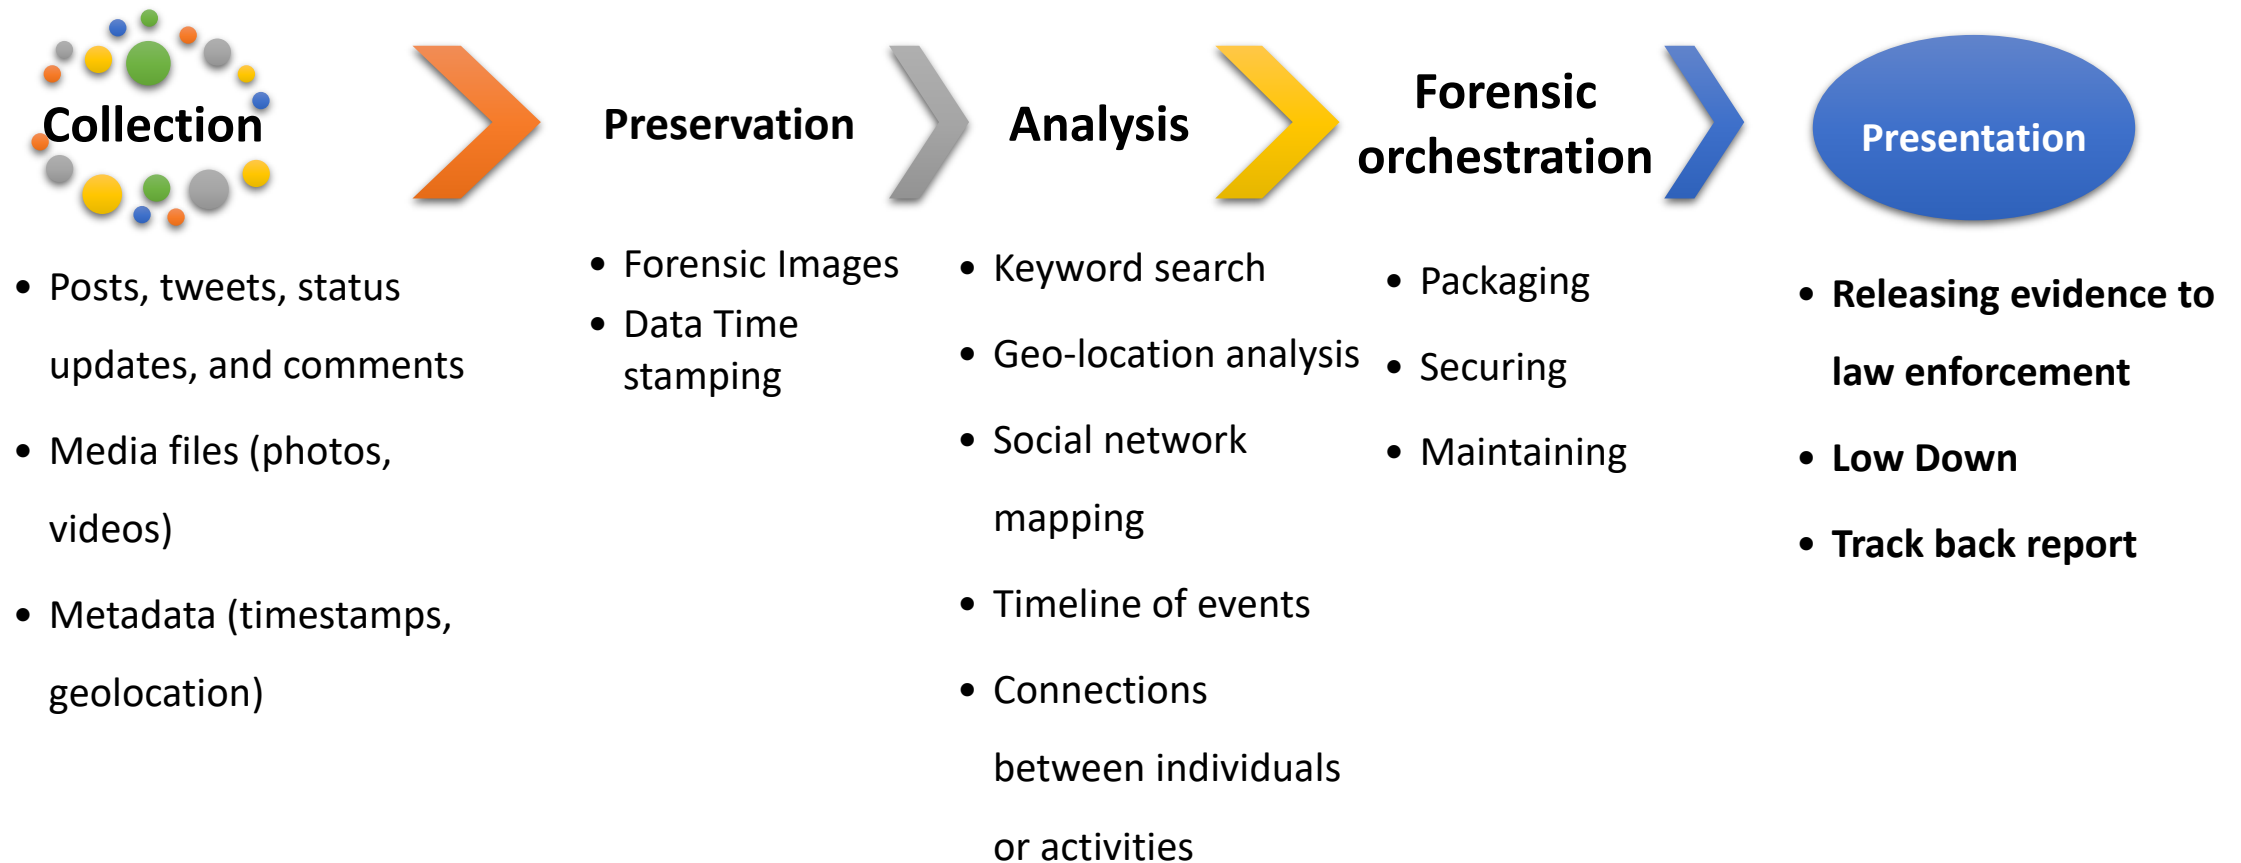 Collection
Preservation
Analysis
Forensic
orchestration
Presentation
• Posts, tweets, status
updates, and comments
• Media files (photos,
videos)
• Metadata (timestamps,
geolocation)
• Forensic Images
• Data Time
stamping
• Keyword search
• Geo-location analysis
• Social network
mapping
• Timeline of events
• Connections
between individuals
or activities
• Packaging
• Securing
• Maintaining
• Releasing evidence to
law enforcement
• Low Down
• Track back report